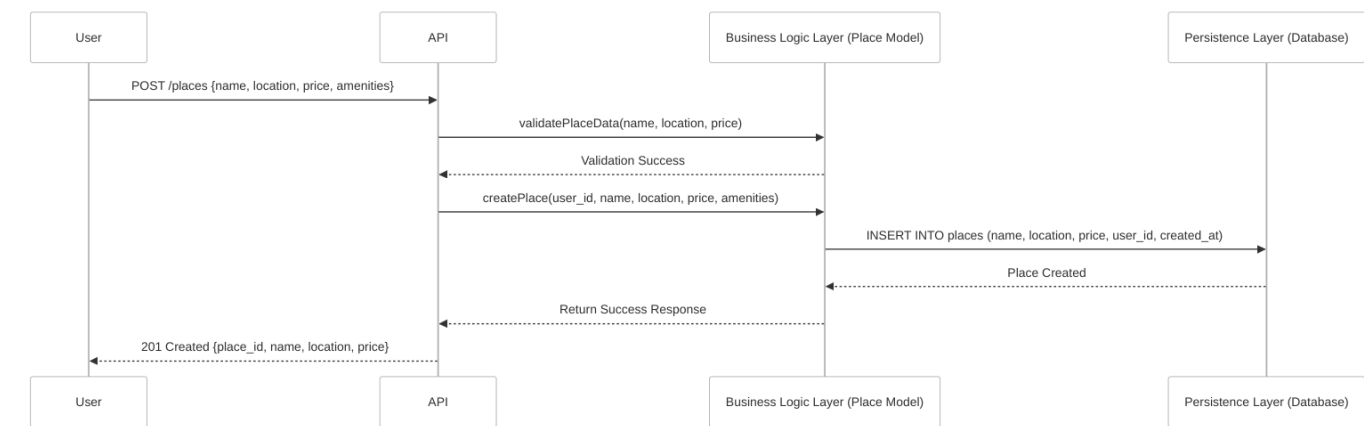 User
API
Business Logic Layer (Place Model)
Persistence Layer (Database)
POST /places {name, location, price, amenities}
validatePlaceData(name, location, price)
Validation Success
createPlace(user_id, name, location, price, amenities)
INSERT INTO places (name, location, price, user_id, created_at)
Place Created
Return Success Response
201 Created {place_id, name, location, price}
User
API
Business Logic Layer (Place Model)
Persistence Layer (Database)